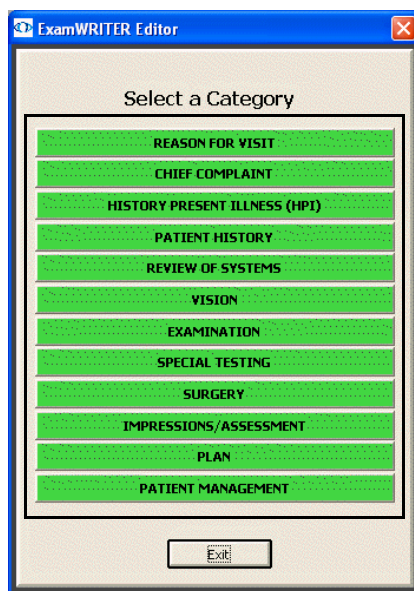 ExamWRITER Editor
Select a Category
REASON FOR VISIT
CHIEF COMPLAINT
HISTORY PRESENT ILLNESS (HPI)
PATIENT HISTORY
REVIEW OF SYSTEMS
VISION
EXAMINATION
SPECIAL TESTING
SURGERY
IMPRESSIONS/ASSESSMENT
PLAN
PATIENT MANAGEMENT
Exit